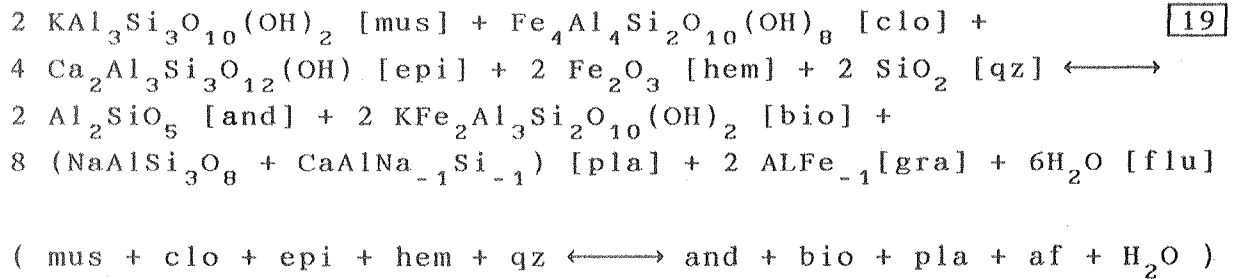 2 KAl₃Si₃O₁₀(OH)₂ [mus] + Fe₄Al₄Si₂O₁₀(OH)₈ [clo] + 19
4 Ca₂Al₃Si₃O₁₂(OH) [epi] + 2 Fe₂O₃ [hem] + 2 SiO₂ [qz] ⟷
2 Al₂SiO₅ [and] + 2 KFe₂Al₃Si₂O₁₀(OH)₂ [bio] +
8 (NaAlSi₃O₈ + CaAlNa₋₁Si₋₁) [pla] + 2 ALFe₋₁[gra] + 6H₂O [flu]
( mus + clo + epi + hem + qz ⟷ and + bio + pla + af + H₂O )